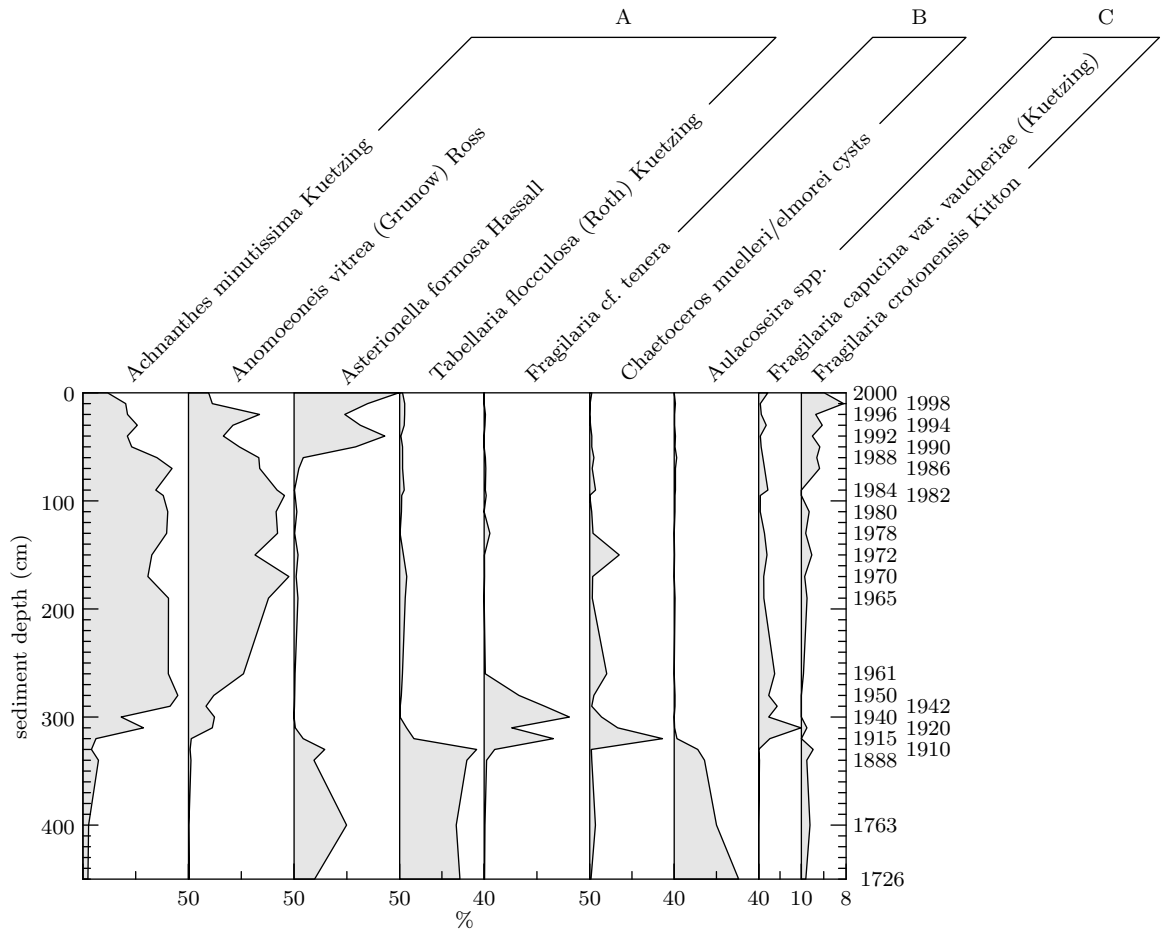 A
B
C
Achnanthes minutissima Kuetzing
Anomoeoneis vitrea (Grunow) Ross
Asterionella formosa Hassall
Tabellaria flocculosa (Roth) Kuetzing
Fragilaria cf. tenera
Chaetoceros muelleri/elmorei cysts
Aulacoseira spp.
Fragilaria capucina var. vaucheriae (Kuetzing)
Fragilaria crotonensis Kitton
sediment depth (cm)
0
100
200
300
400
2000
1998
1996
1994
1992
1990
1988
1986
1984
1982
1980
1978
1972
1970
1965
1961
1950
1942
1940
1920
1915
1910
1888
1763
1726
50 50 50 40 50 40 40 10 8
%